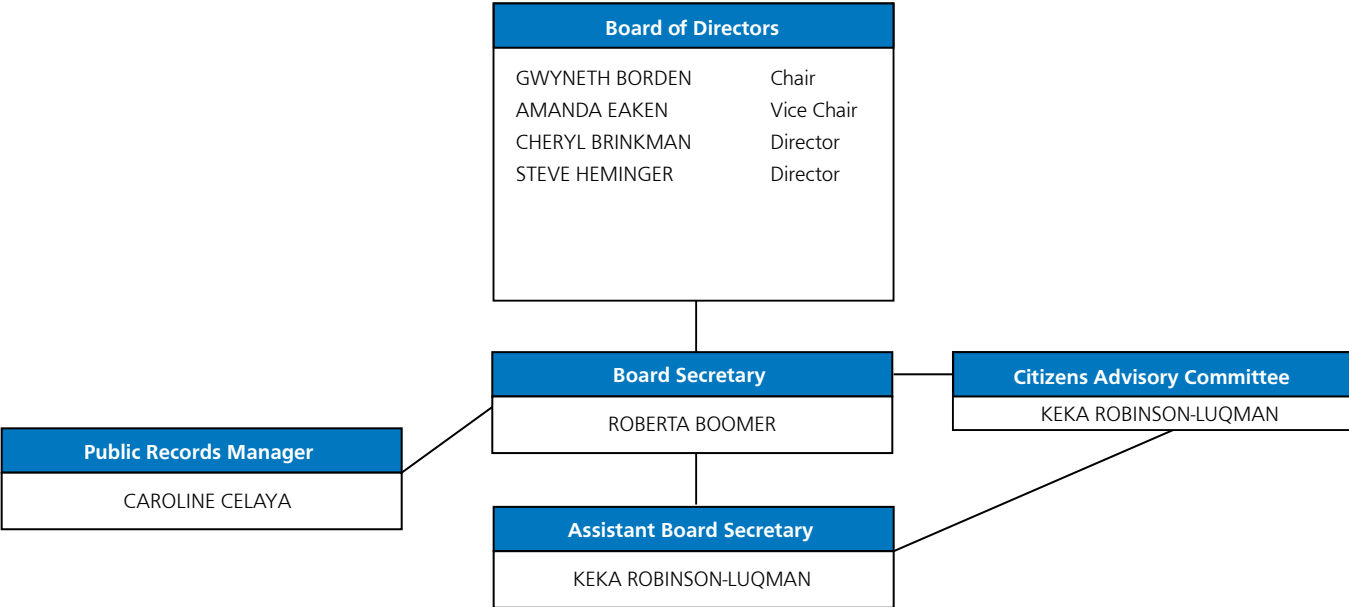 Board of Directors
GWYNETH BORDEN Chair
AMANDA EAKEN Vice Chair
CHERYL BRINKMAN Director
STEVE HEMINGER Director
Board Secretary
ROBERTA BOOMER
Citizens Advisory Committee
KEKA ROBINSON-LUQMAN
Public Records Manager
CAROLINE CELAYA
Assistant Board Secretary
KEKA ROBINSON-LUQMAN